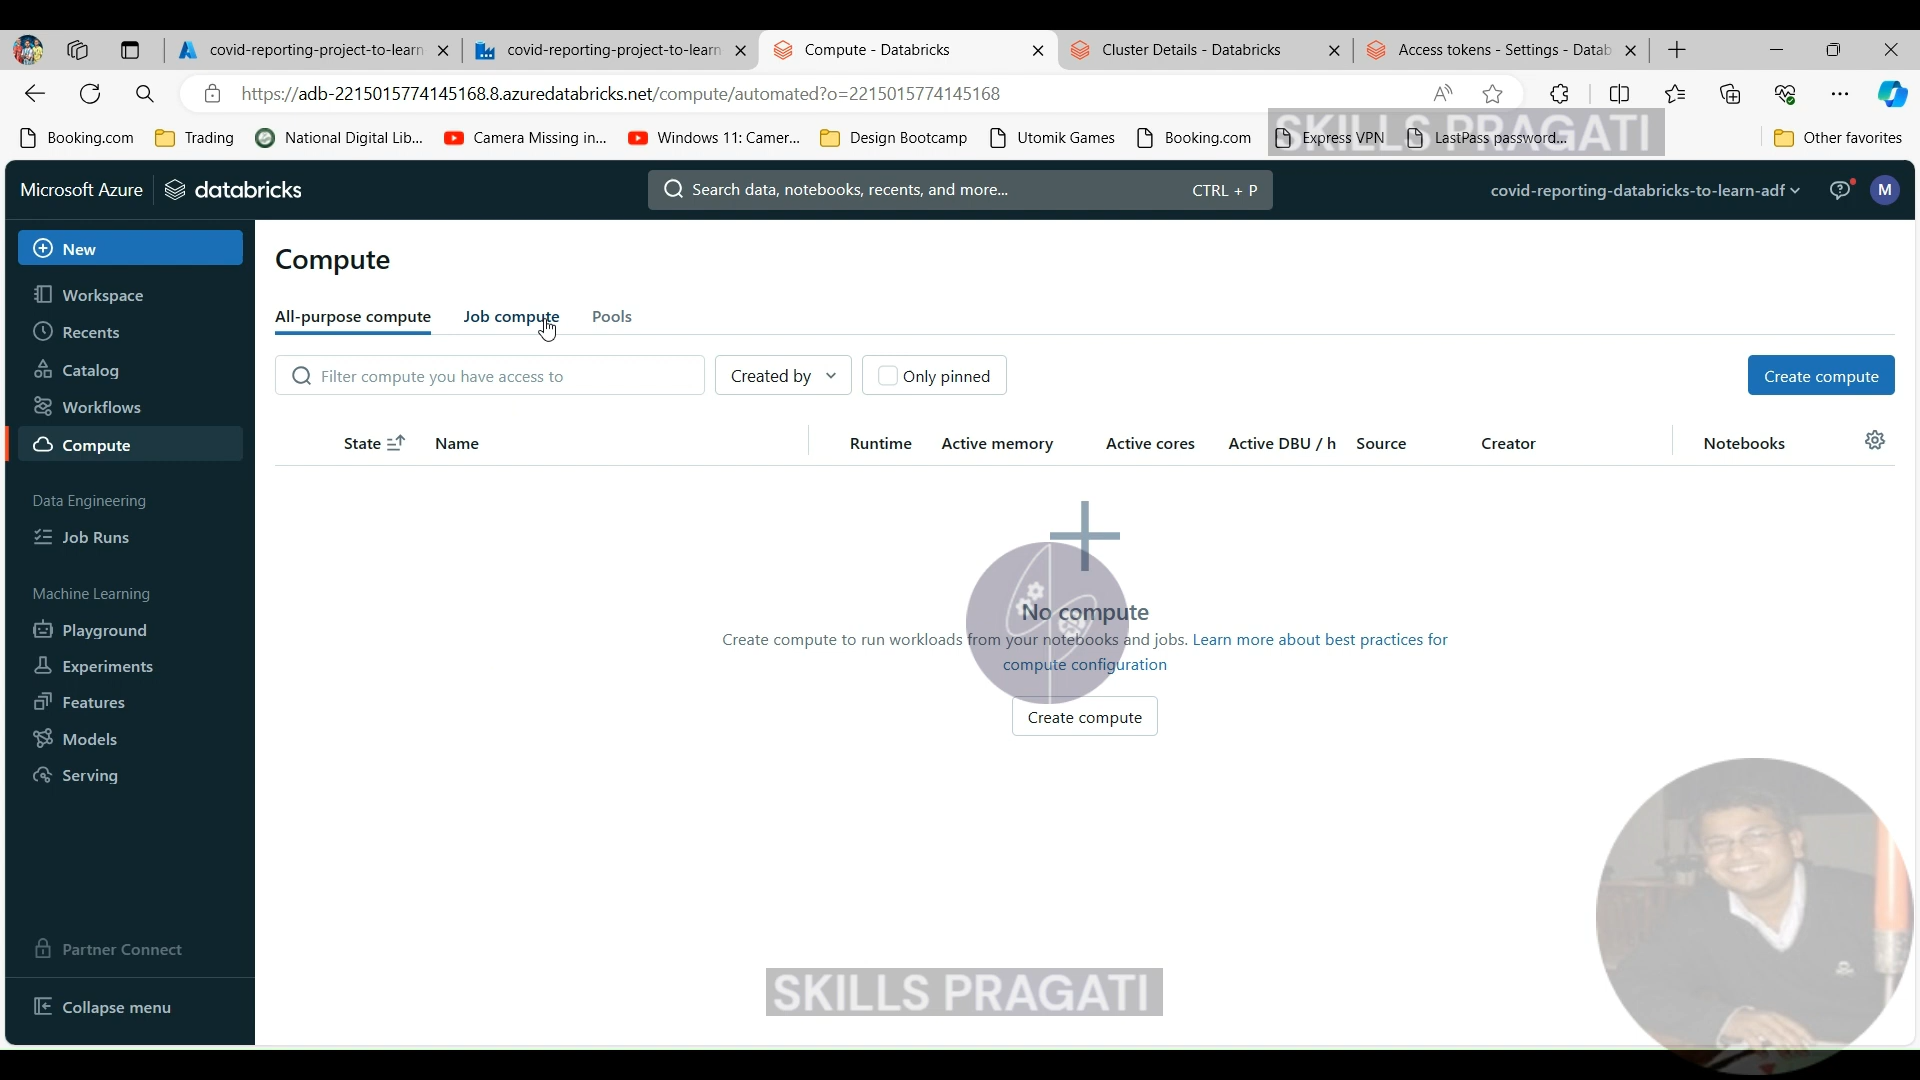 covid-reporting-project-to-learn
covid-reporting-project-to-learn
Compute - Databricks
Cluster Details - Databricks
Access tokens - Settings - Datab
https://adb-2215015774145168.8.azuredatabricks.net/compute/automated?o=2215015774145168
Booking.com
Trading
National Digital Lib...
Camera Missing in...
Windows 11: Camer...
Design Bootcamp
Utomik Games
Booking.com
Express VPN
LastPass password...
Other favorites
SKILLS PRAGATI
Microsoft Azure
databricks
Search data, notebooks, recents, and more...
CTRL + P
covid-reporting-databricks-to-learn-adf
M
New
Workspace
Recents
Catalog
Workflows
Compute
Data Engineering
Job Runs
Machine Learning
Playground
Experiments
Features
Models
Serving
Partner Connect
Collapse menu
Compute
All-purpose compute
Job compute
Pools
Filter compute you have access to
Created by
Only pinned
Create compute
State
Name
Runtime
Active memory
Active cores
Active DBU / h
Source
Creator
Notebooks
No compute
Create compute to run workloads from your notebooks and jobs. Learn more about best practices for
compute configuration
Create compute
SKILLS PRAGATI